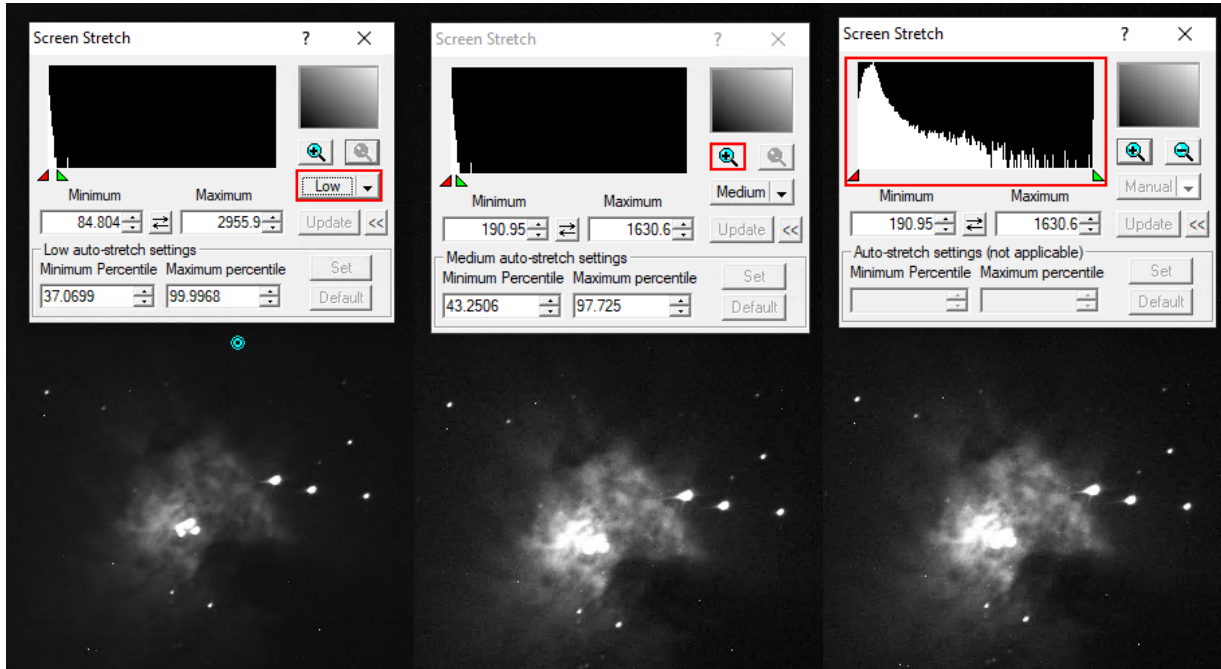 Screen Stretch ? ×
Low
Minimum Maximum
84.804 2955.9 Update <<
Low auto-stretch settings
Minimum Percentile Maximum percentile Set
37.0699 99.9968 Default
Screen Stretch ? ×
Medium
Minimum Maximum
190.95 1630.6 Update <<
Medium auto-stretch settings
Minimum Percentile Maximum percentile Set
43.2506 97.725 Default
Screen Stretch ? ×
Manual
Minimum Maximum
190.95 1630.6 Update <<
Auto-stretch settings (not applicable)
Minimum Percentile Maximum percentile Set
Default